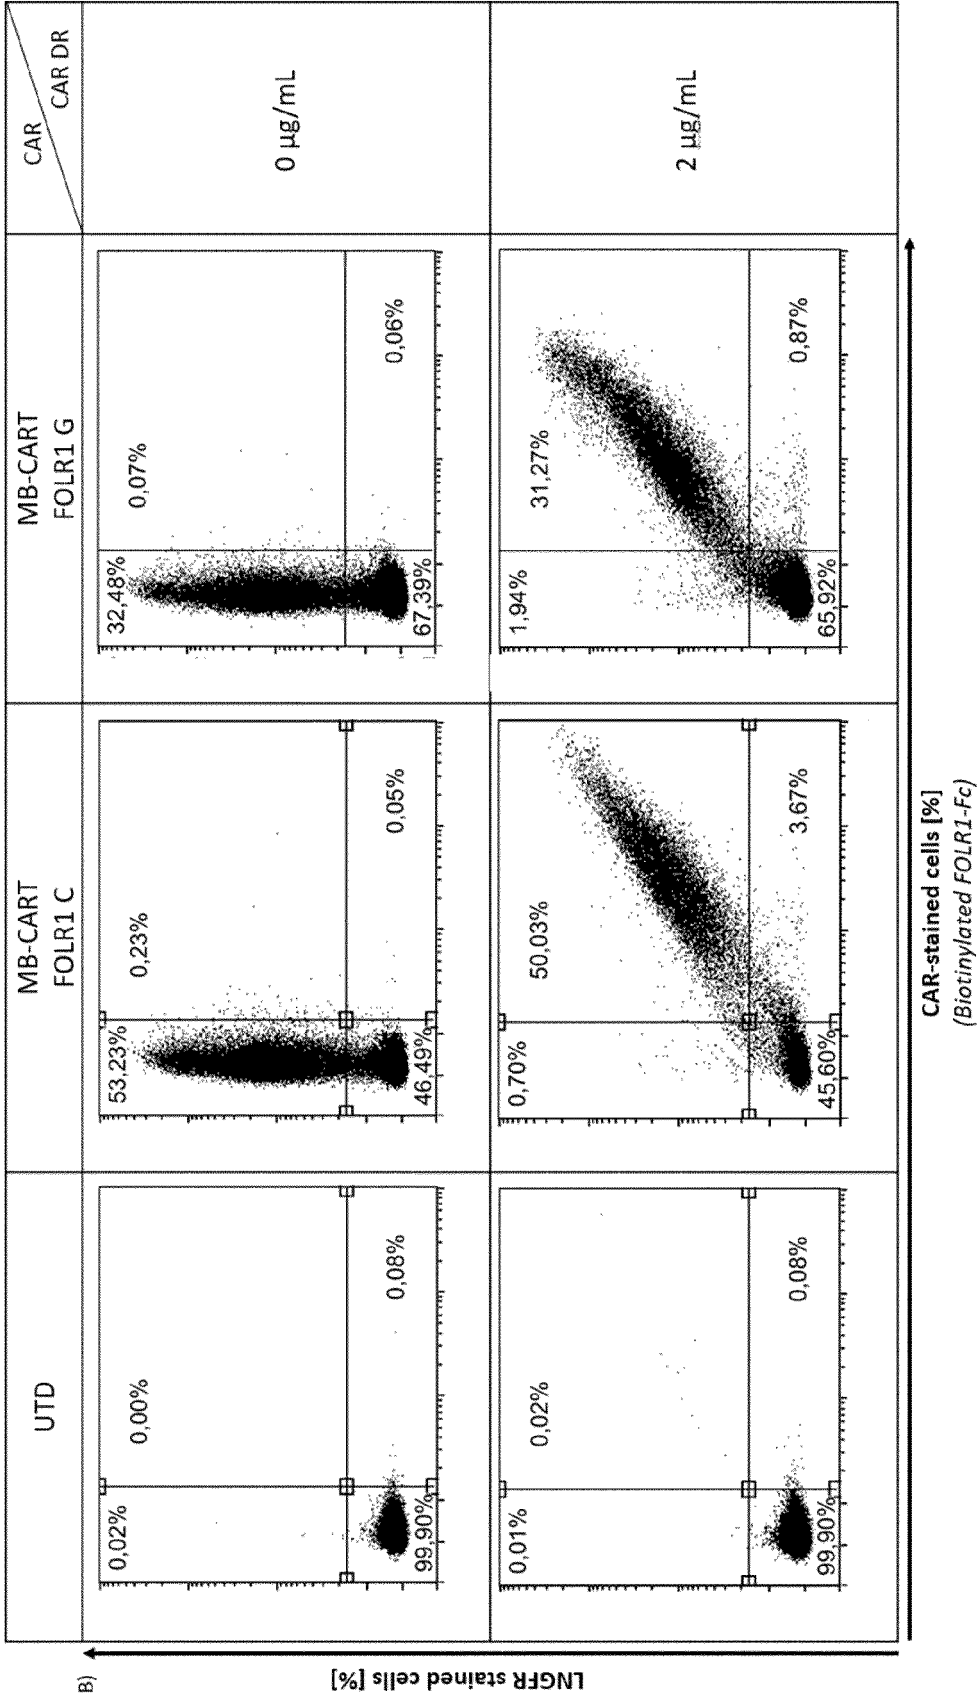 B)
UTD
MB-CART
FOLR1 C
MB-CART
FOLR1 G
CAR
CAR DR
0,02%
0,00%
99,90%
0,08%
53,23%
0,23%
46,49%
0,05%
32,48%
0,07%
67,39%
0,06%
0 µg/mL
0,01%
0,02%
99,90%
0,08%
0,70%
50,03%
45,60%
3,67%
1,94%
31,27%
65,92%
0,87%
2 µg/mL
LNGFR stained cells [%]
CAR-stained cells [%]
(Biotinylated FOLR1-Fc)